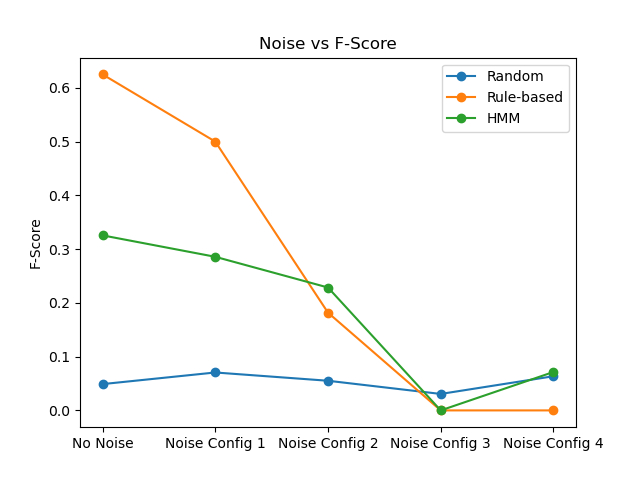 Noise vs F-Score
Random
Rule-based
HMM
F-Score
0.6
0.5
0.4
0.3
0.2
0.1
0.0
No Noise
Noise Config 1
Noise Config 2
Noise Config 3
Noise Config 4